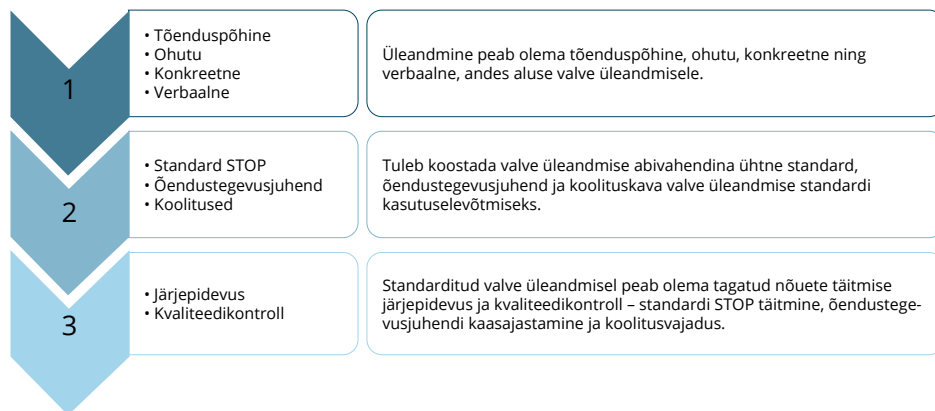 1
• Tõenduspõhine
• Ohutu
• Konkreetne
• Verbaalne
Üleandmine peab olema tõenduspõhine, ohutu, konkreetne ning
verbaalne, andes aluse valve üleandmisele.
2
• Standard STOP
• Õendustegevusjuhend
• Koolitused
Tuleb koostada valve üleandmise abivahendina ühtne standard,
õendustegevusjuhend ja koolituskava valve üleandmise standardi
kasutuselevõtmiseks.
3
• Järjepidevus
• Kvaliteedikontroll
Standarditud valve üleandmisel peab olema tagatud nõuete täitmise
järjepidevus ja kvaliteedikontroll – standardi STOP täitmine, õendustege-
vusjuhendi kaasajastamine ja koolitusvajadus.